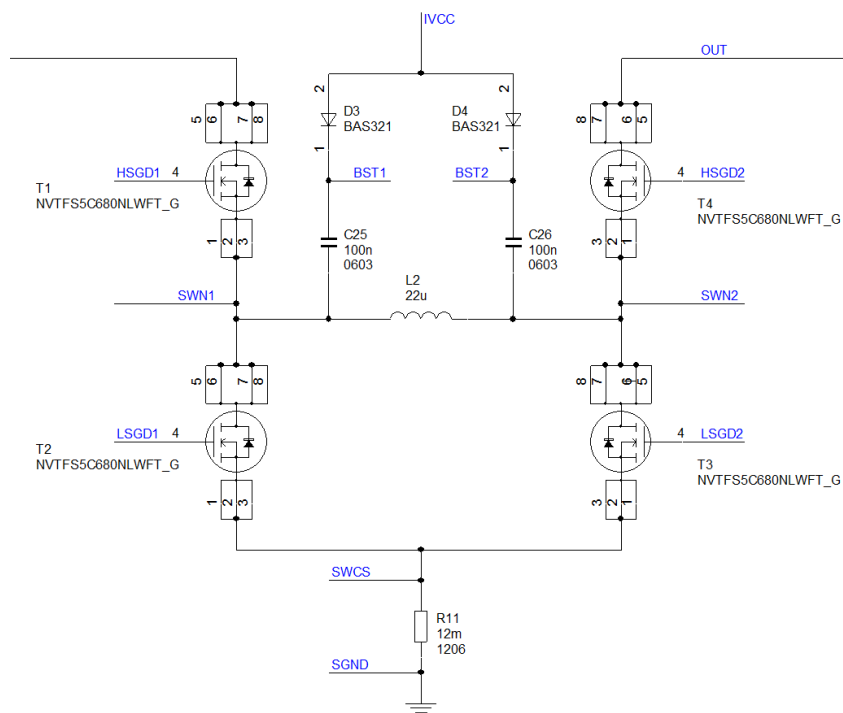 IVCC
OUT
5 6 7 8
2
D3
BAS321
1
D4
BAS321
2
1
8 7 6 5
HSGD1 4
T1
NVTFS5C680NLWFT_G
BST1
BST2
4 HSGD2
T4
NVTFS5C680NLWFT_G
1 2 3
C25
100n
0603
C26
100n
0603
3 2 1
L2
22u
SWN1
SWN2
5 6 7 8
8 7 6 5
LSGD1 4
T2
NVTFS5C680NLWFT_G
4 LSGD2
T3
NVTFS5C680NLWFT_G
1 2 3
3 2 1
SWCS
R11
12m
1206
SGND